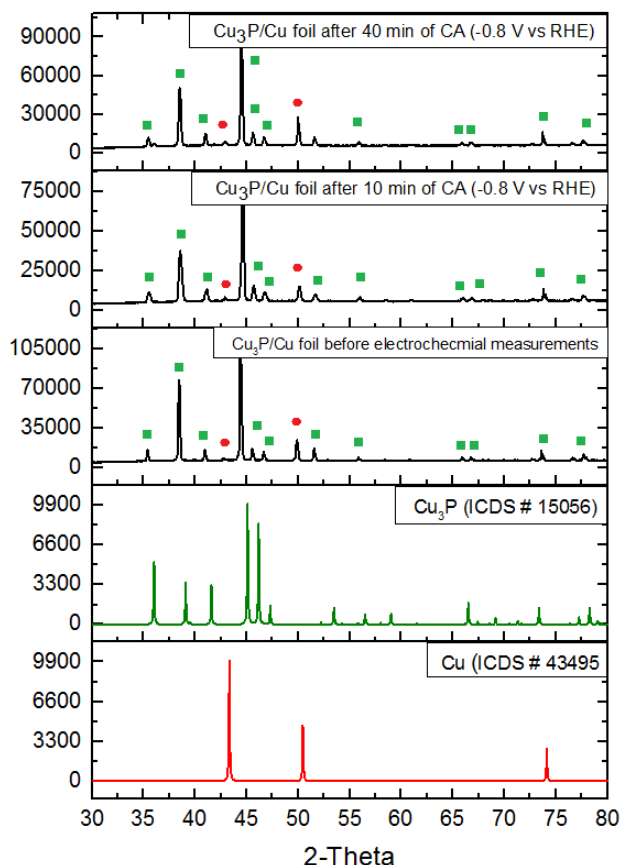 90000
Cu3P/Cu foil after 40 min of CA (-0.8 V vs RHE)
60000
30000
0
75000
Cu3P/Cu foil after 10 min of CA (-0.8 V vs RHE)
50000
25000
0
105000
Cu3P/Cu foil before electrochecmial measurements
70000
35000
0
9900
Cu3P (ICDS # 15056)
6600
3300
0
9900
Cu (ICDS # 43495
6600
3300
0
30 35 40 45 50 55 60 65 70 75 80
2-Theta